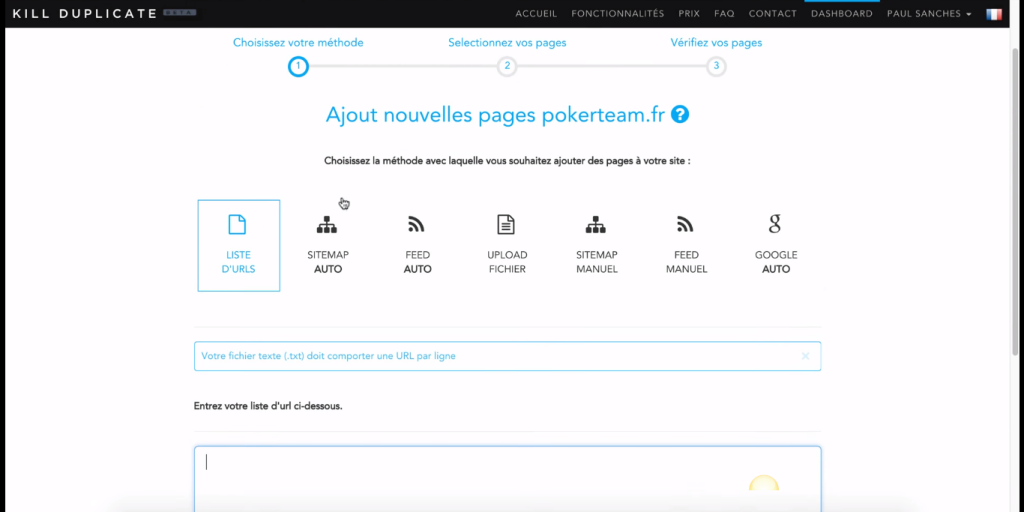 KILL DUPLICATE BETA
ACCUEIL FONCTIONNALITÉS PRIX FAQ CONTACT DASHBOARD PAUL SANCHES
Choisissez votre méthode Selectionnez vos pages Vérifiez vos pages
1 2 3
Ajout nouvelles pages pokerteam.fr ?
Choisissez la méthode avec laquelle vous souhaitez ajouter des pages à votre site :
LISTE SITEMAP FEED UPLOAD SITEMAP FEED GOOGLE
D'URLS AUTO AUTO FICHIER MANUEL MANUEL AUTO
Votre fichier texte (.txt) doit comporter une URL par ligne ×
Entrez votre liste d'url ci-dessous.